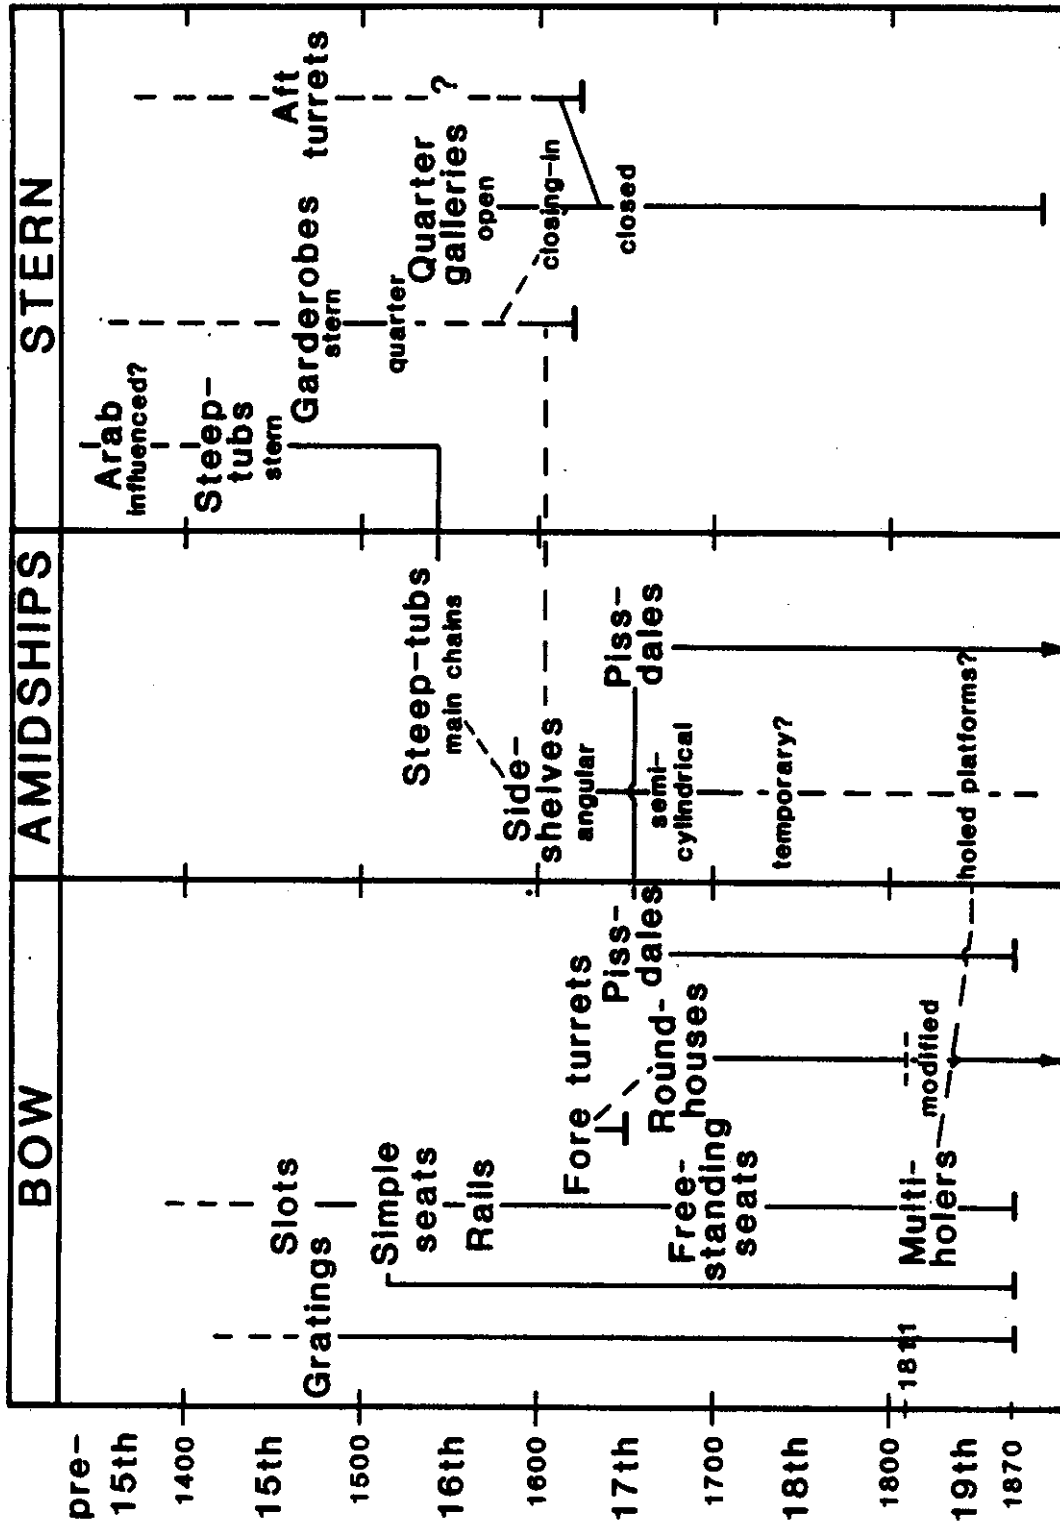 BOW
AMIDSHIPS
STERN
pre-
15th
1400
15th
1500
16th
1600
17th
1700
18th
1800
1811
19th
1870
Gratings
Slots
Simple
seats
Rails
Fore turrets
Piss-
dales
Round-
houses
Free-
standing
seats
Multi-
holers
modified
Steep-tubs
main chains
Side-
shelves
angular
Piss-
dales
semi-
cylindrical
temporary?
holed platforms?
Arab
influenced?
Steep-
tubs
stern
Garderobes
stern
quarter
Aft
turrets
?
Quarter
galleries
open
closing-in
closed